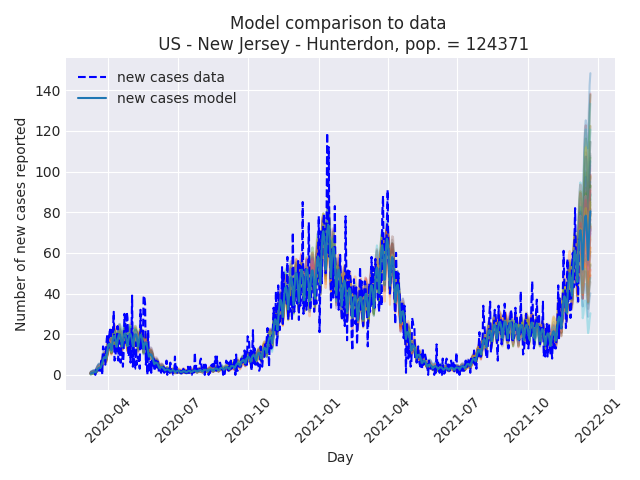 Model comparison to data
US - New Jersey - Hunterdon, pop. = 124371
new cases data
new cases model
Number of new cases reported
140
120
100
80
60
40
20
0
2020-04
2020-07
2020-10
2021-01
2021-04
2021-07
2021-10
2022-01
Day